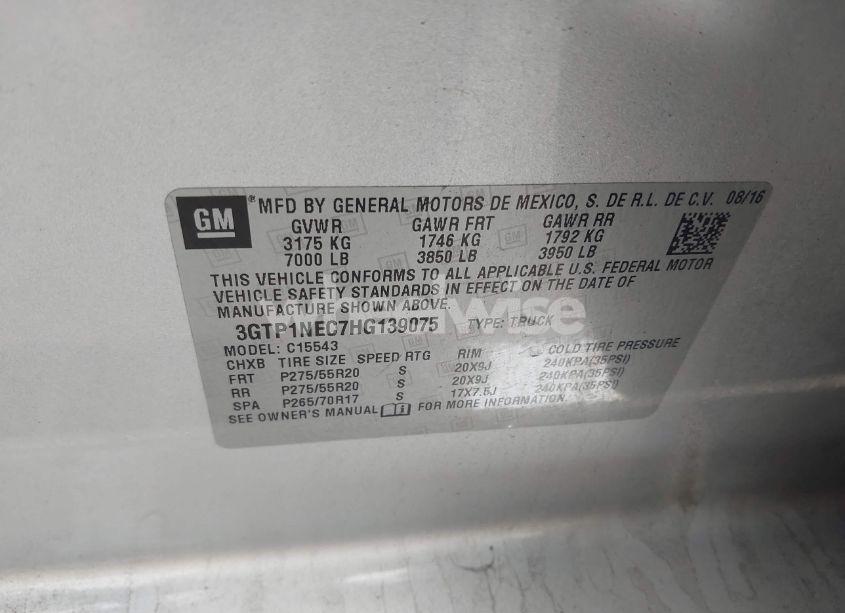 GM ® MFD BY GENERAL MOTORS DE MEXICO, S. DE R.L. DE C.V. 08/16
GVWR GAWR FRT GAWR RR
3175 KG 1746 KG 1792 KG
7000 LB 3850 LB 3950 LB
THIS VEHICLE CONFORMS TO ALL APPLICABLE U.S. FEDERAL MOTOR
VEHICLE SAFETY STANDARDS IN EFFECT ON THE DATE OF
MANUFACTURE SHOWN ABOVE.
3GTP1NEC7HG139075 TYPE: TRUCK
MODEL: C15543
CHXB TIRE SIZE SPEED RTG RIM COLD TIRE PRESSURE
FRT P275/55R20 S 20X9J 240KPA(35PSI)
RR P275/55R20 S 20X9J 240KPA(35PSI)
SPA P265/70R17 S 17X7.5J 240KPA(35PSI)
SEE OWNER'S MANUAL FOR MORE INFORMATION.